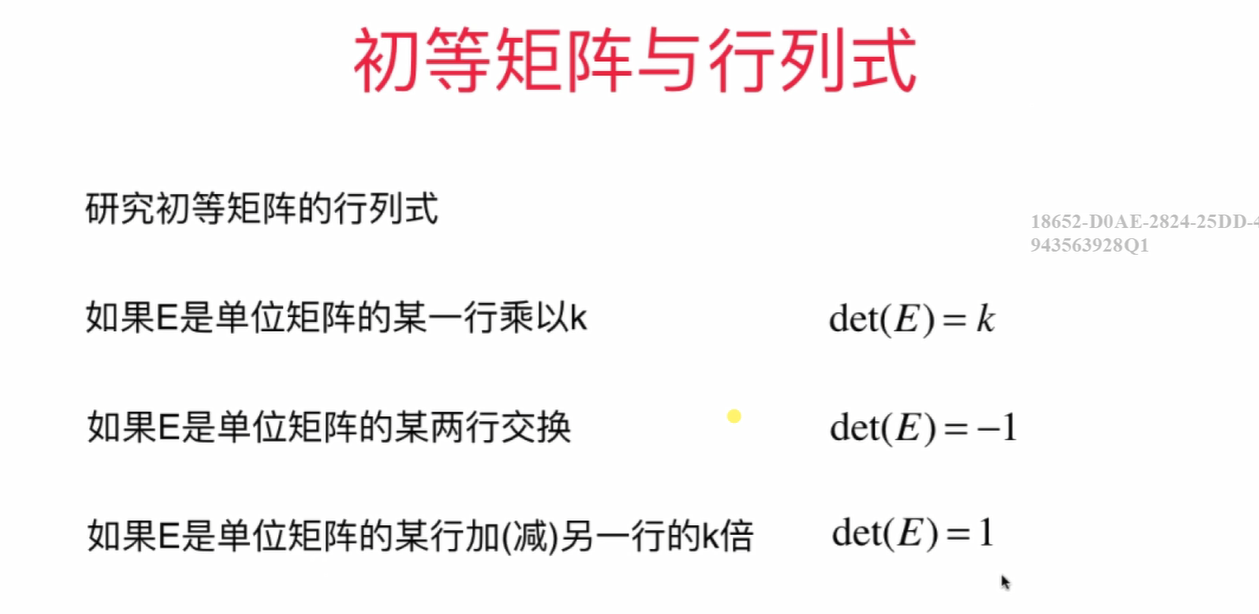 初等矩阵与行列式
研究初等矩阵的行列式
18652-D0AE-2824-25DD-4
943563928Q1
如果E是单位矩阵的某一行乘以k
det(E) = k
如果E是单位矩阵的某两行交换
det(E) = −1
如果E是单位矩阵的某行加(减)另一行的k倍
det(E) = 1